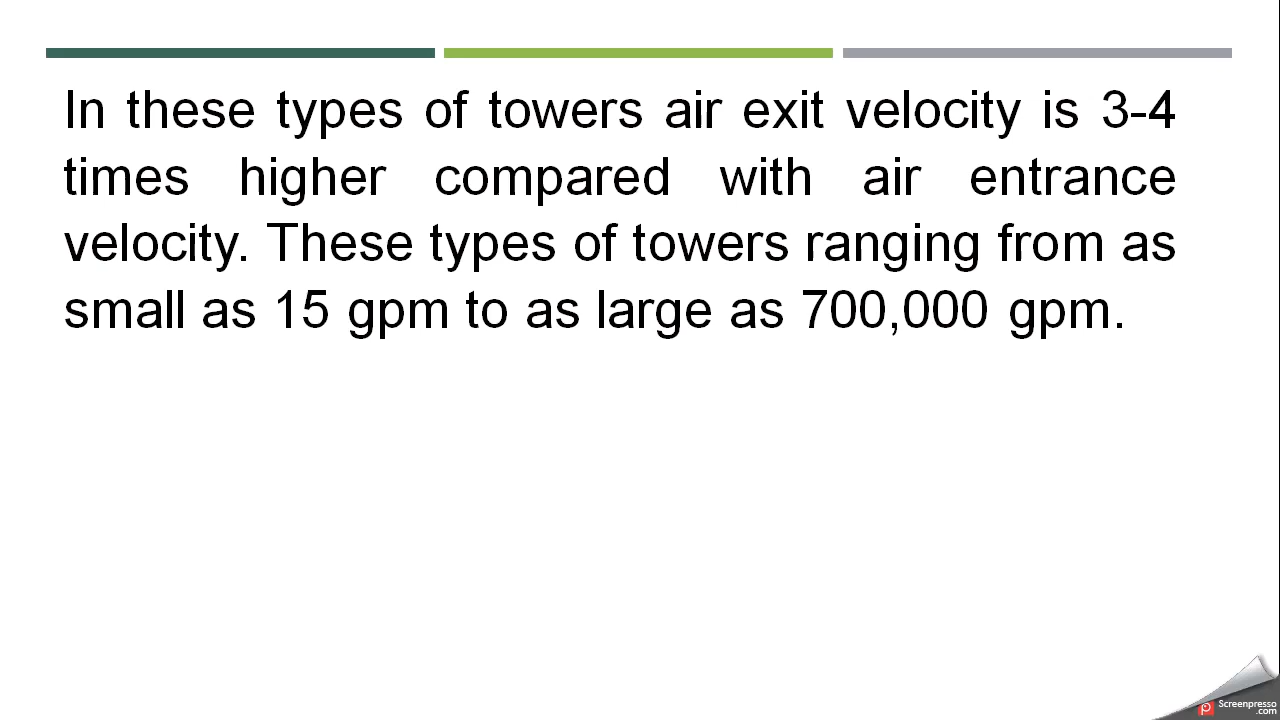 In these types of towers air exit velocity is 3-4
times higher compared with air entrance
velocity. These types of towers ranging from as
small as 15 gpm to as large as 700,000 gpm.
Screenpresso
.com